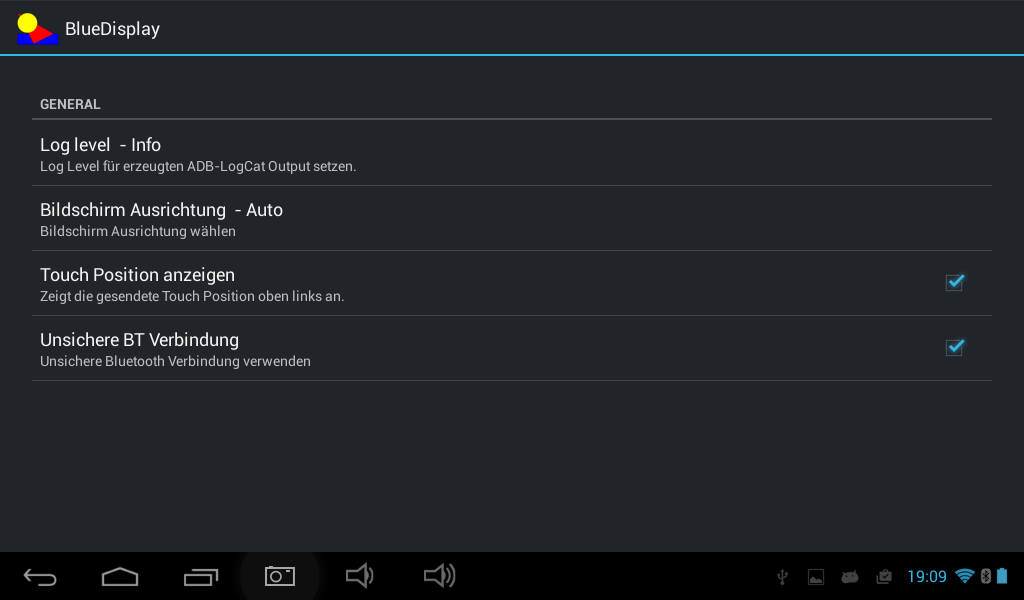 BlueDisplay
GENERAL
Log level  - Info
Log Level für erzeugten ADB-LogCat Output setzen.
Bildschirm Ausrichtung  - Auto
Bildschirm Ausrichtung wählen
Touch Position anzeigen
Zeigt die gesendete Touch Position oben links an.
Unsichere BT Verbindung
Unsichere Bluetooth Verbindung verwenden
19:09